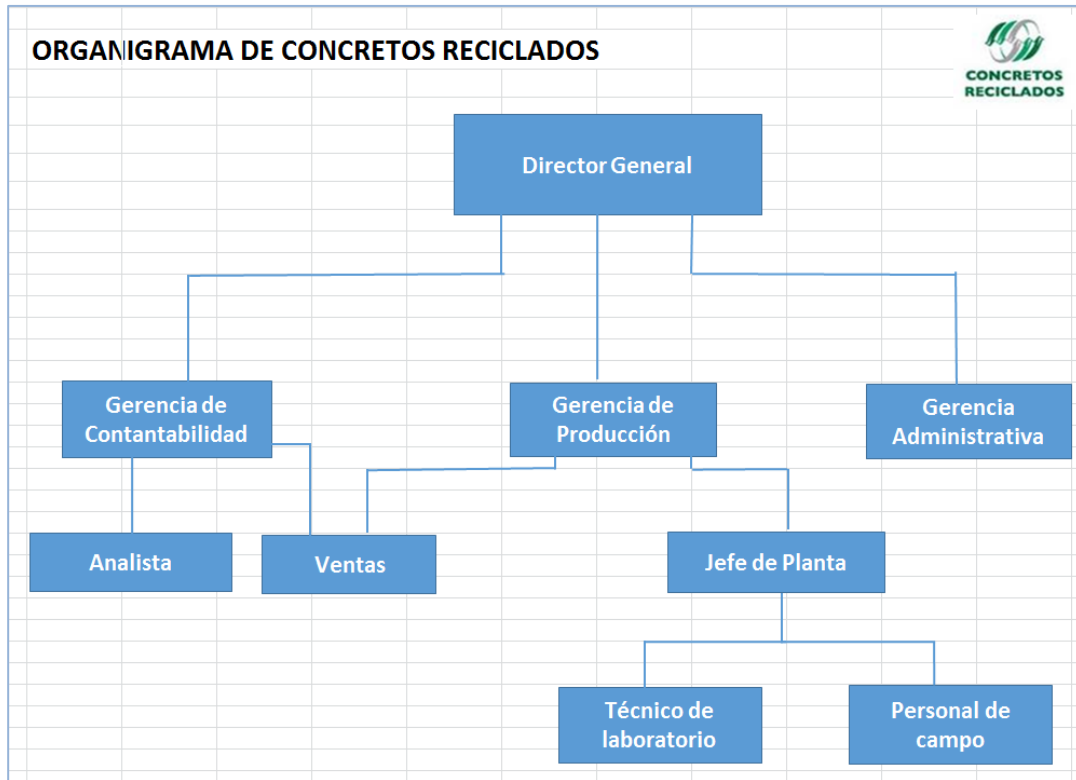 ORGANIGRAMA DE CONCRETOS RECICLADOS
CONCRETOS
RECICLADOS
Director General
Gerencia de
Contantabilidad
Gerencia de
Producción
Gerencia
Administrativa
Analista
Ventas
Jefe de Planta
Técnico de
laboratorio
Personal de
campo